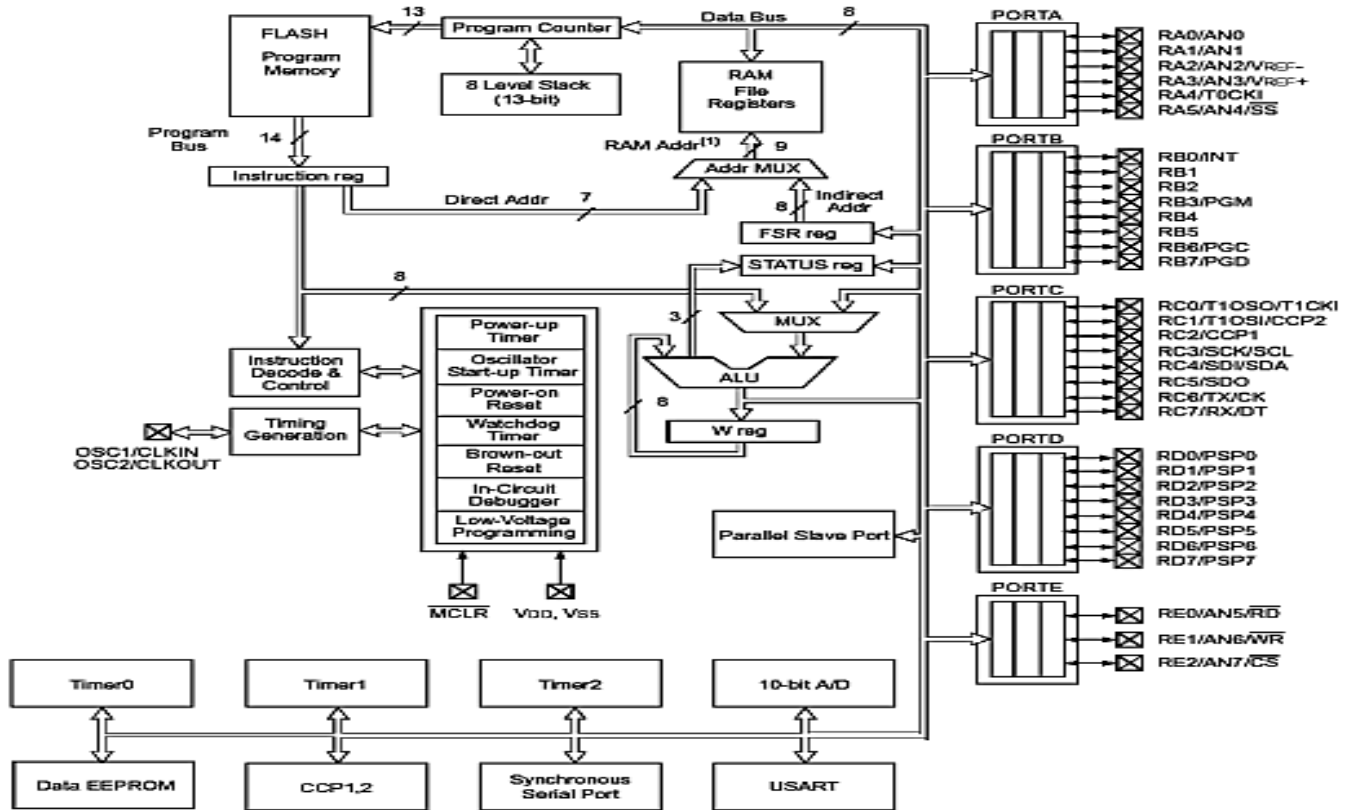 13
Data Bus
8
PORTA
FLASH
Program
Memory
Program Counter
8 Level Stack
(13-bit)
RAM
File
Registers
RA0/AN0
RA1/AN1
RA2/AN2/VREF-
RA3/AN3/VREF+
RA4/T0CKI
RA5/AN4/SS
Program
Bus
14
RAM Addr(1)
9
PORTB
Instruction reg
Addr MUX
Direct Addr
7
8
Indirect
Addr
FSR reg
STATUS reg
RB0/INT
RB1
RB2
RB3/PGM
RB4
RB5
RB6/PGC
RB7/PGD
8
3
MUX
PORTC
RC0/T1OSO/T1CKI
RC1/T1OSI/CCP2
RC2/CCP1
RC3/SCK/SCL
RC4/SDI/SDA
RC5/SDO
RC6/TX/CK
RC7/RX/DT
Instruction
Decode &
Control
Power-up
Timer
Oscillator
Start-up Timer
Power-on
Reset
Watchdog
Timer
Brown-out
Reset
In-Circuit
Debugger
Low-Voltage
Programming
ALU
8
W reg
Timing
Generation
OSC1/CLKIN
OSC2/CLKOUT
PORTD
RD0/PSP0
RD1/PSP1
RD2/PSP2
RD3/PSP3
RD4/PSP4
RD5/PSP5
RD6/PSP6
RD7/PSP7
Parallel Slave Port
MCLR
VDD, VSS
PORTE
RE0/AN5/RD
RE1/AN6/WR
RE2/AN7/CS
Timer0
Timer1
Timer2
10-bit A/D
Data EEPROM
CCP1,2
Synchronous
Serial Port
USART